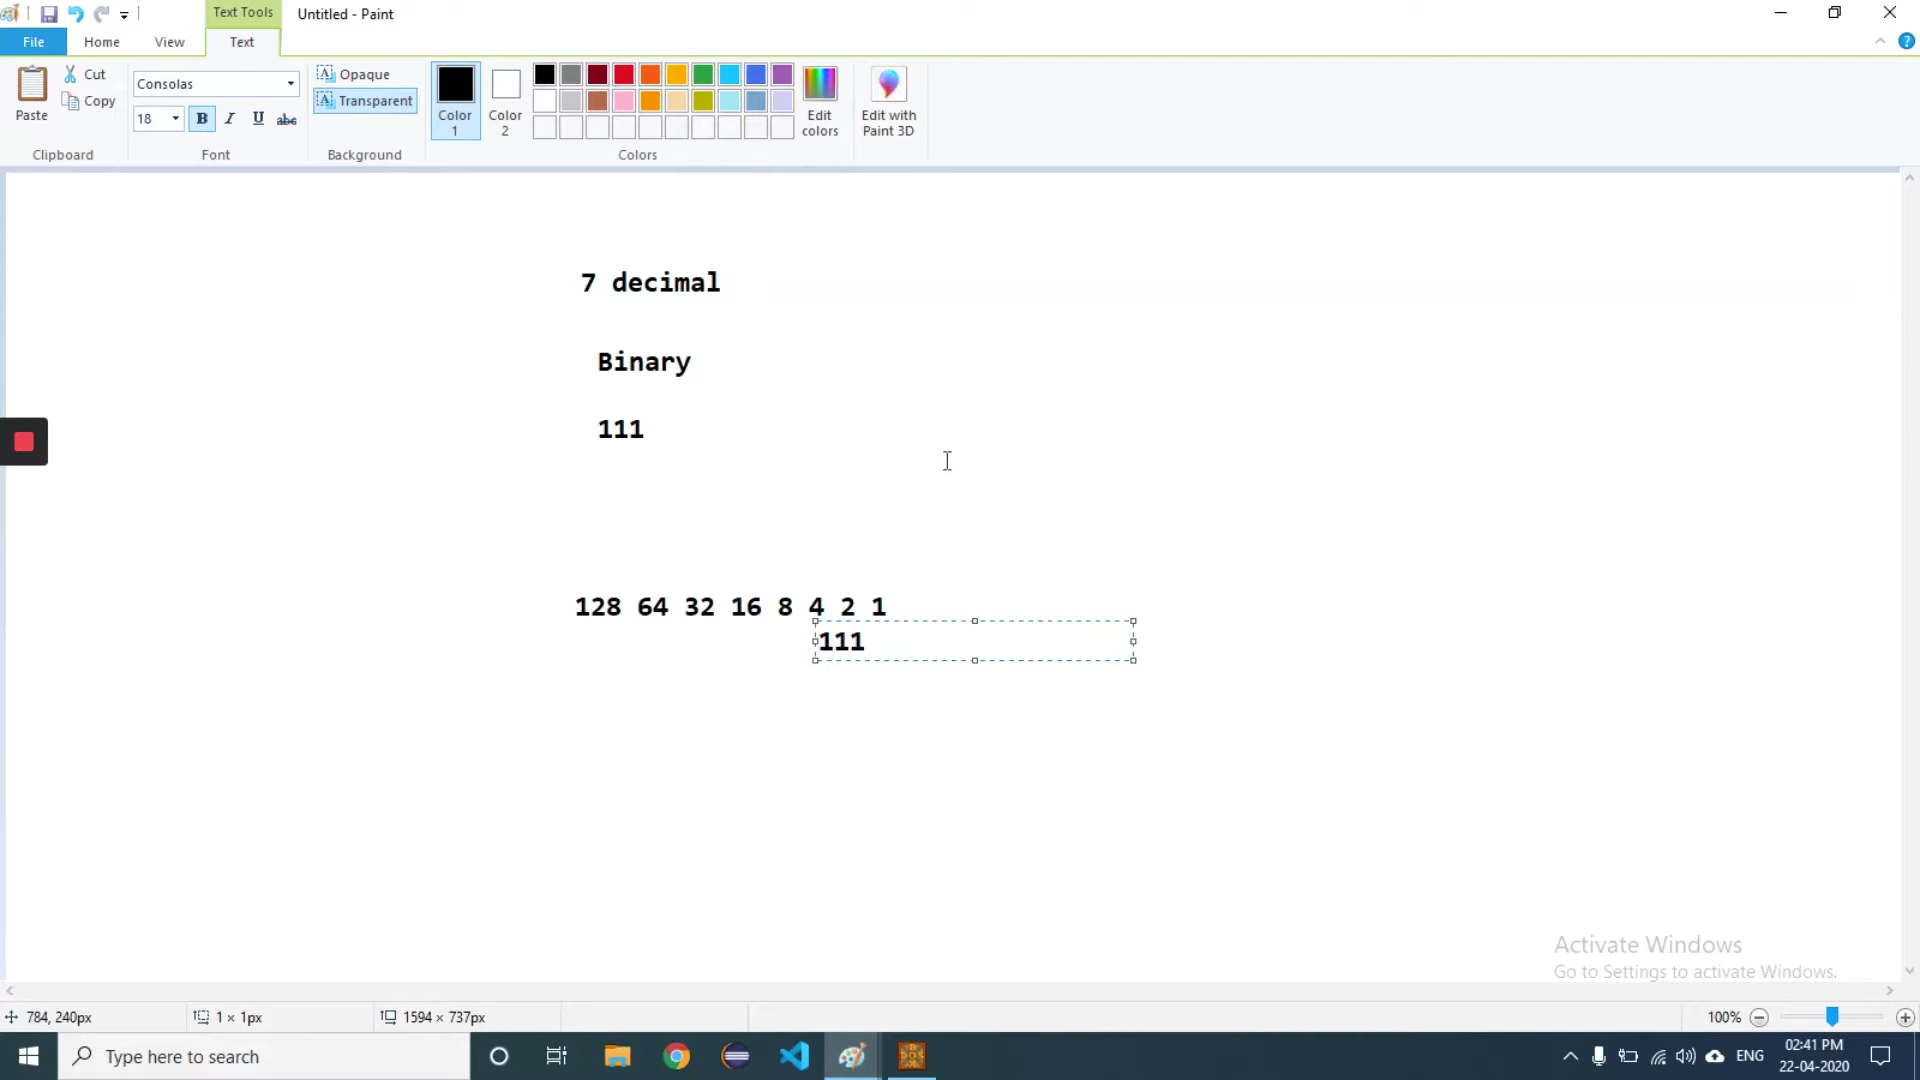 Text Tools
Untitled - Paint
File
Home
View
Text
Paste
Cut
Copy
Clipboard
Consolas
18
B I U abc
Font
Opaque
Transparent
Background
Color 1
Color 2
Edit colors
Colors
Edit with Paint 3D
7 decimal
Binary
111
128 64 32 16 8 4 2 1
111
Activate Windows
Go to Settings to activate Windows.
784, 240px
1 × 1px
1594 × 737px
100%
Type here to search
DOS
ENG
02:41 PM
22-04-2020